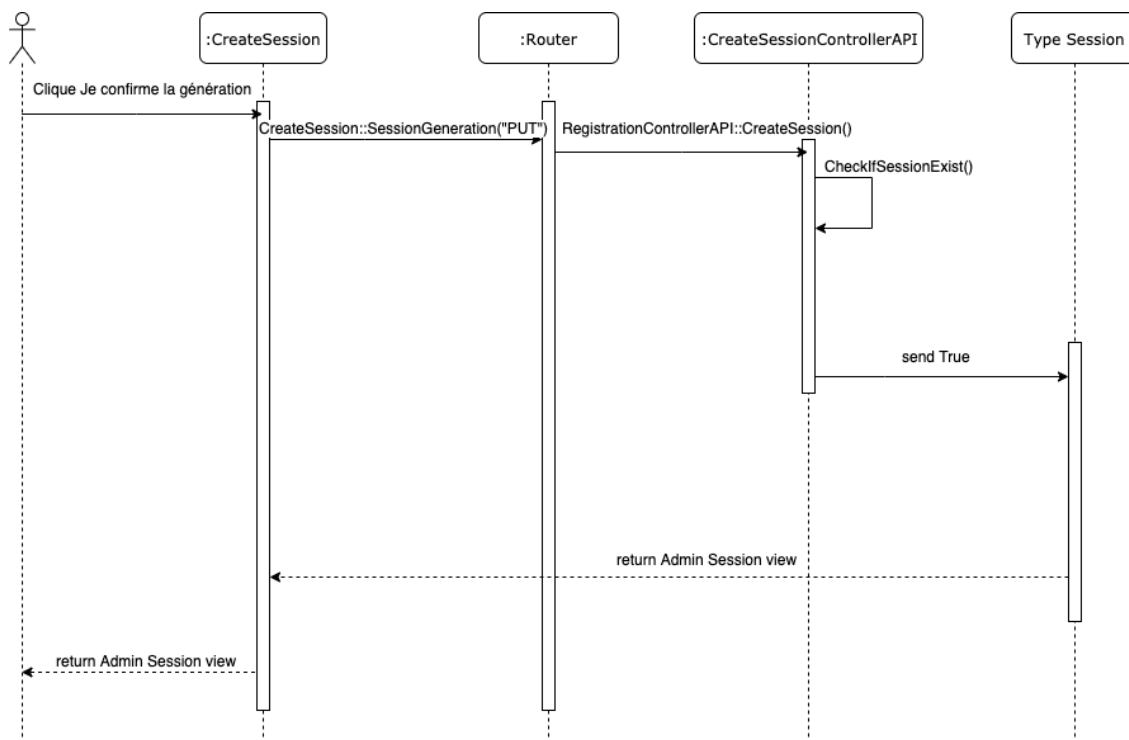 :CreateSession
:Router
:CreateSessionControllerAPI
Type Session
Clique Je confirme la génération
CreateSession::SessionGeneration("PUT")
RegistrationControllerAPI::CreateSession()
CheckIfSessionExist()
send True
return Admin Session view
return Admin Session view